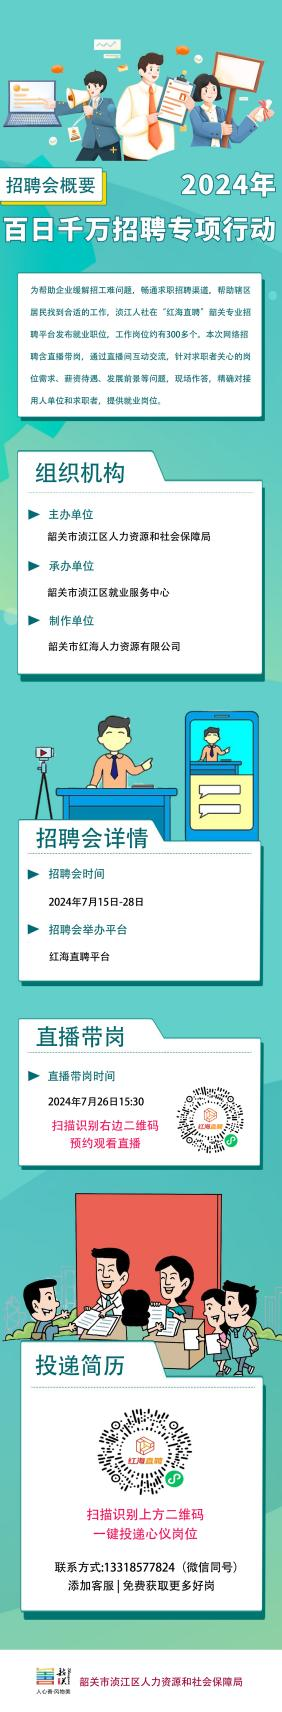 招聘会概要
2024年
百日千万招聘专项行动
为帮助企业缓解招工难问题，畅通求职招聘渠道，帮助辖区
居民找到合适的工作，浈江人社在“红海直聘”韶关专业招
聘平台发布就业职位，工作岗位约有300多个。本次网络招
聘含直播带岗，通过直播间互动交流，针对求职者关心的岗
位需求、薪资待遇、发展前景等问题，现场作答，精确对接
用人单位和求职者，提供就业岗位。
组织机构
主办单位
韶关市浈江区人力资源和社会保障局
承办单位
韶关市浈江区就业服务中心
制作单位
韶关市红海人力资源有限公司
招聘会详情
招聘会时间
2024年7月15日-28日
招聘会举办平台
红海直聘平台
直播带岗
直播带岗时间
2024年7月26日15:30
扫描识别右边二维码
预约观看直播
红海直聘
投递简历
红海直聘
扫描识别上方二维码
一键投递心仪岗位
联系方式:13318577824（微信同号）
添加客服 | 免费获取更多好岗
人心善·风物美
韶关市浈江区人力资源和社会保障局